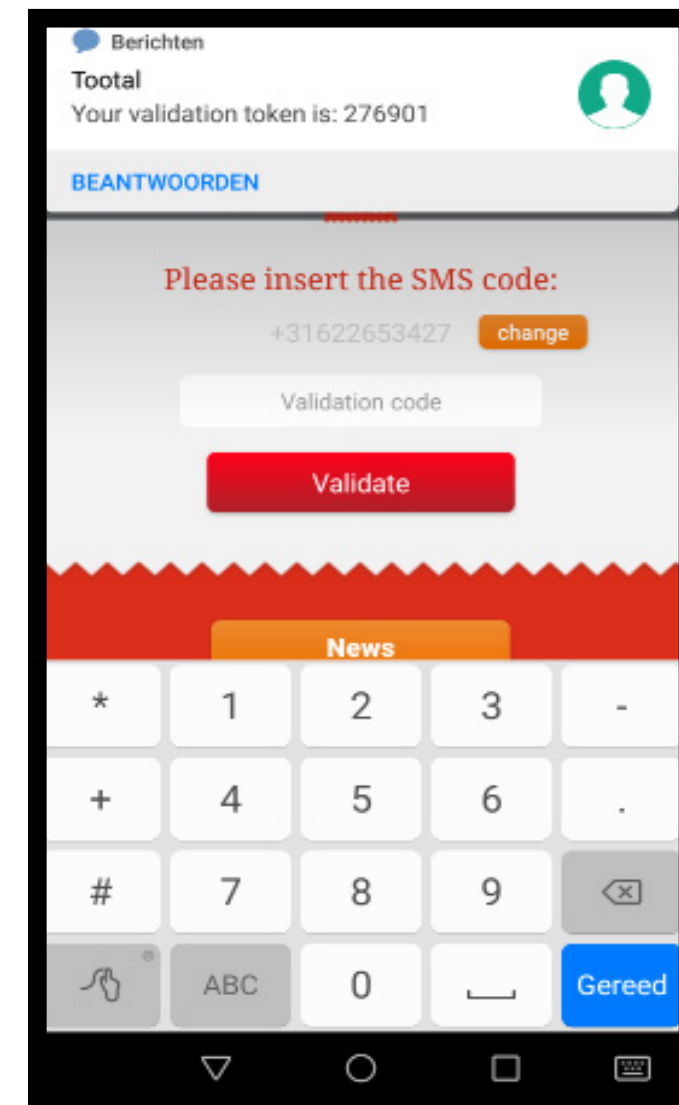 Berichten
Tootal
Your validation token is: 276901
BEANTWOORDEN
Please insert the SMS code:
+31622653427 change
Validation code
Validate
News
* 1 2 3 -
+ 4 5 6 .
# 7 8 9
ABC 0 Gereed